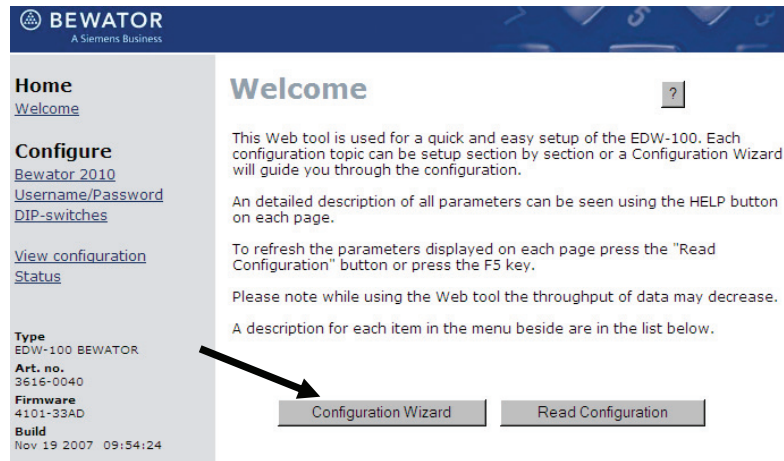 BEWATOR
A Siemens Business
Home
Welcome
Configure
Bewator 2010
Username/Password
DIP-switches
View configuration
Status
Type
EDW-100 BEWATOR
Art. no.
3616-0040
Firmware
4101-33AD
Build
Nov 19 2007 09:54:24
Welcome
?
This Web tool is used for a quick and easy setup of the EDW-100. Each
configuration topic can be setup section by section or a Configuration Wizard
will guide you through the configuration.
An detailed description of all parameters can be seen using the HELP button
on each page.
To refresh the parameters displayed on each page press the "Read
Configuration" button or press the F5 key.
Please note while using the Web tool the throughput of data may decrease.
A description for each item in the menu beside are in the list below.
Configuration Wizard
Read Configuration